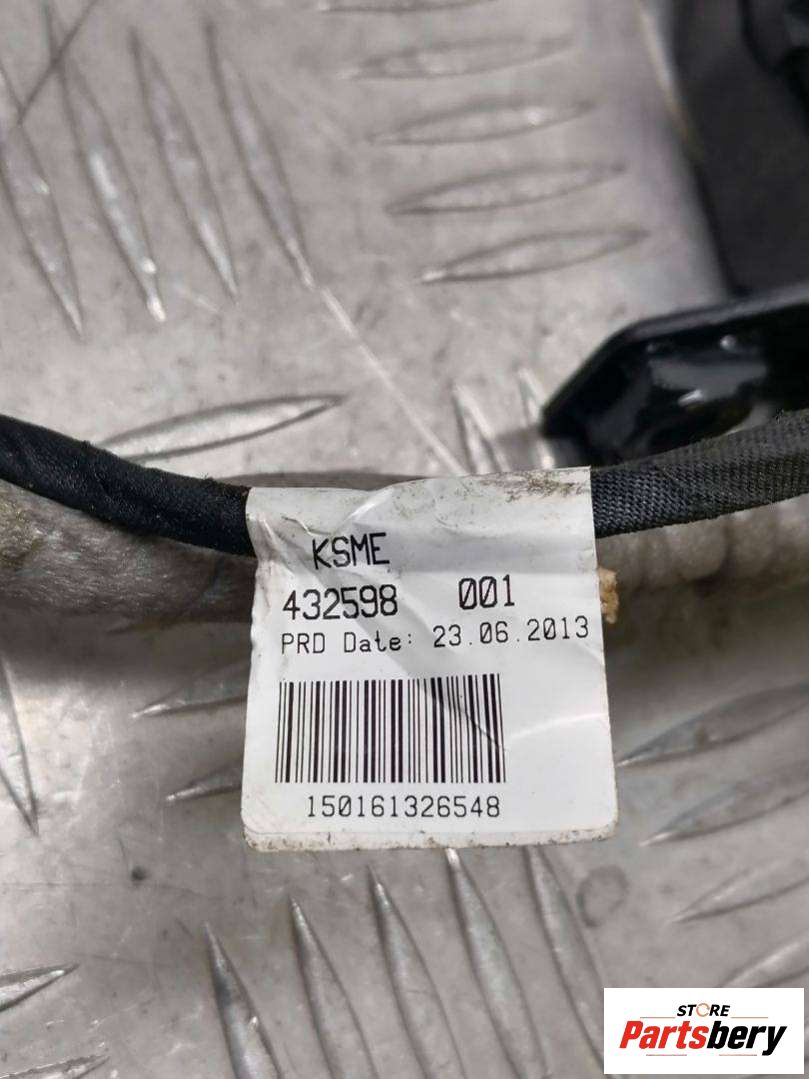 KSME
432598 001
PRD Date: 23.06.2013
150161326548
STORE
Partsbery